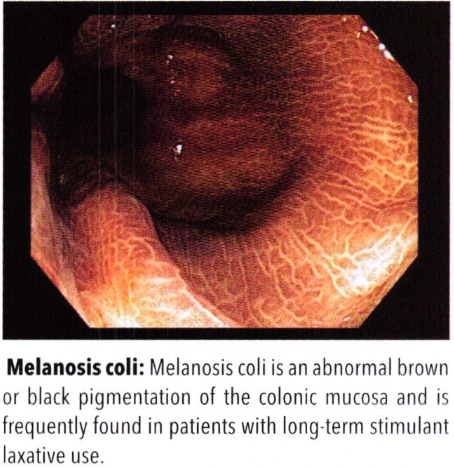 Melanosis coli: Melanosis coli is an abnormal brown
or black pigmentation of the colonic mucosa and is
frequently found in patients with long-term stimulant
laxative use.